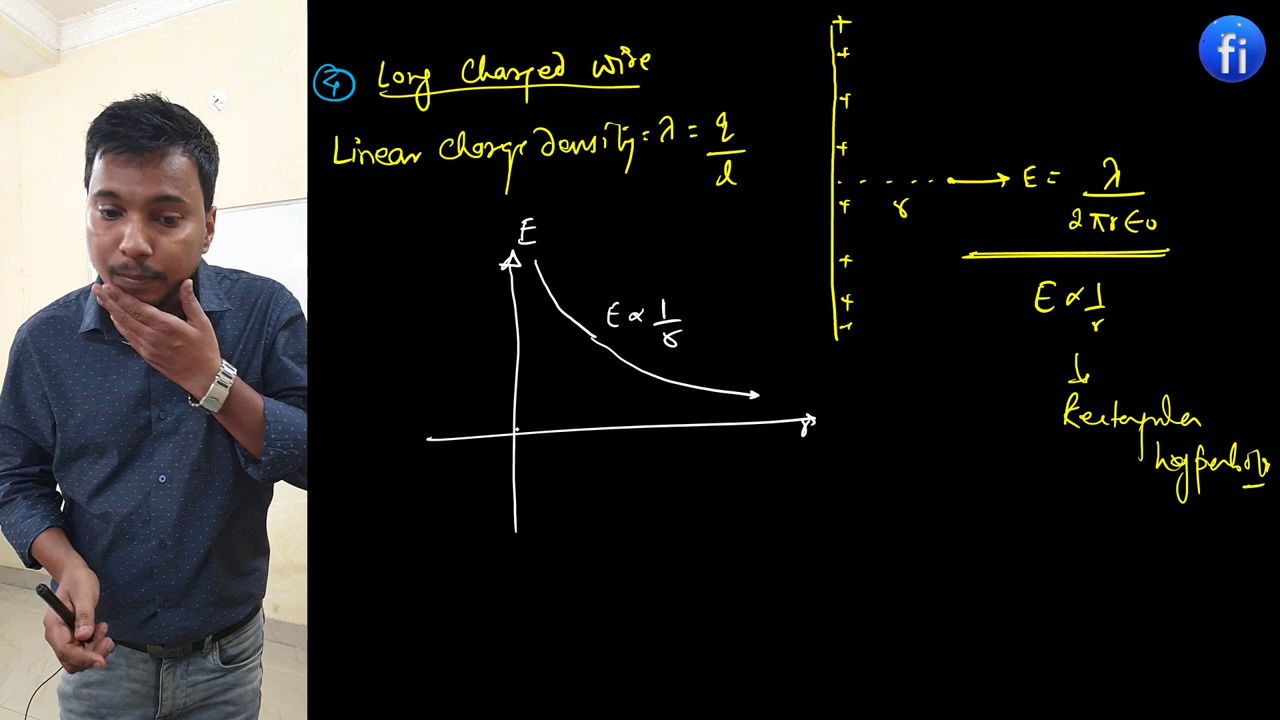 4 Long Charged wire
Linear Charge density = λ = q/l
E
E ∝ 1/r
r
+
+
+
+
+
+
+
+
r
E = λ/2πrϵ0
E ∝ 1/r
↓
Rectangular
hyperbola
fi